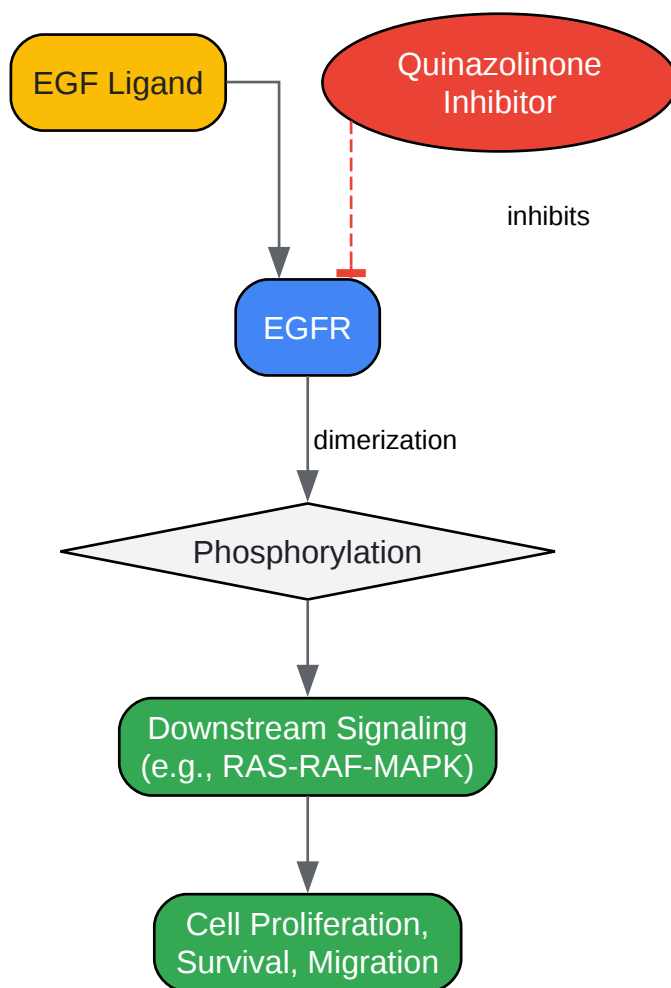 EGF Ligand
Quinazolinone
Inhibitor
inhibits
EGFR
dimerization
Phosphorylation
Downstream Signaling
(e.g., RAS-RAF-MAPK)
Cell Proliferation,
Survival, Migration